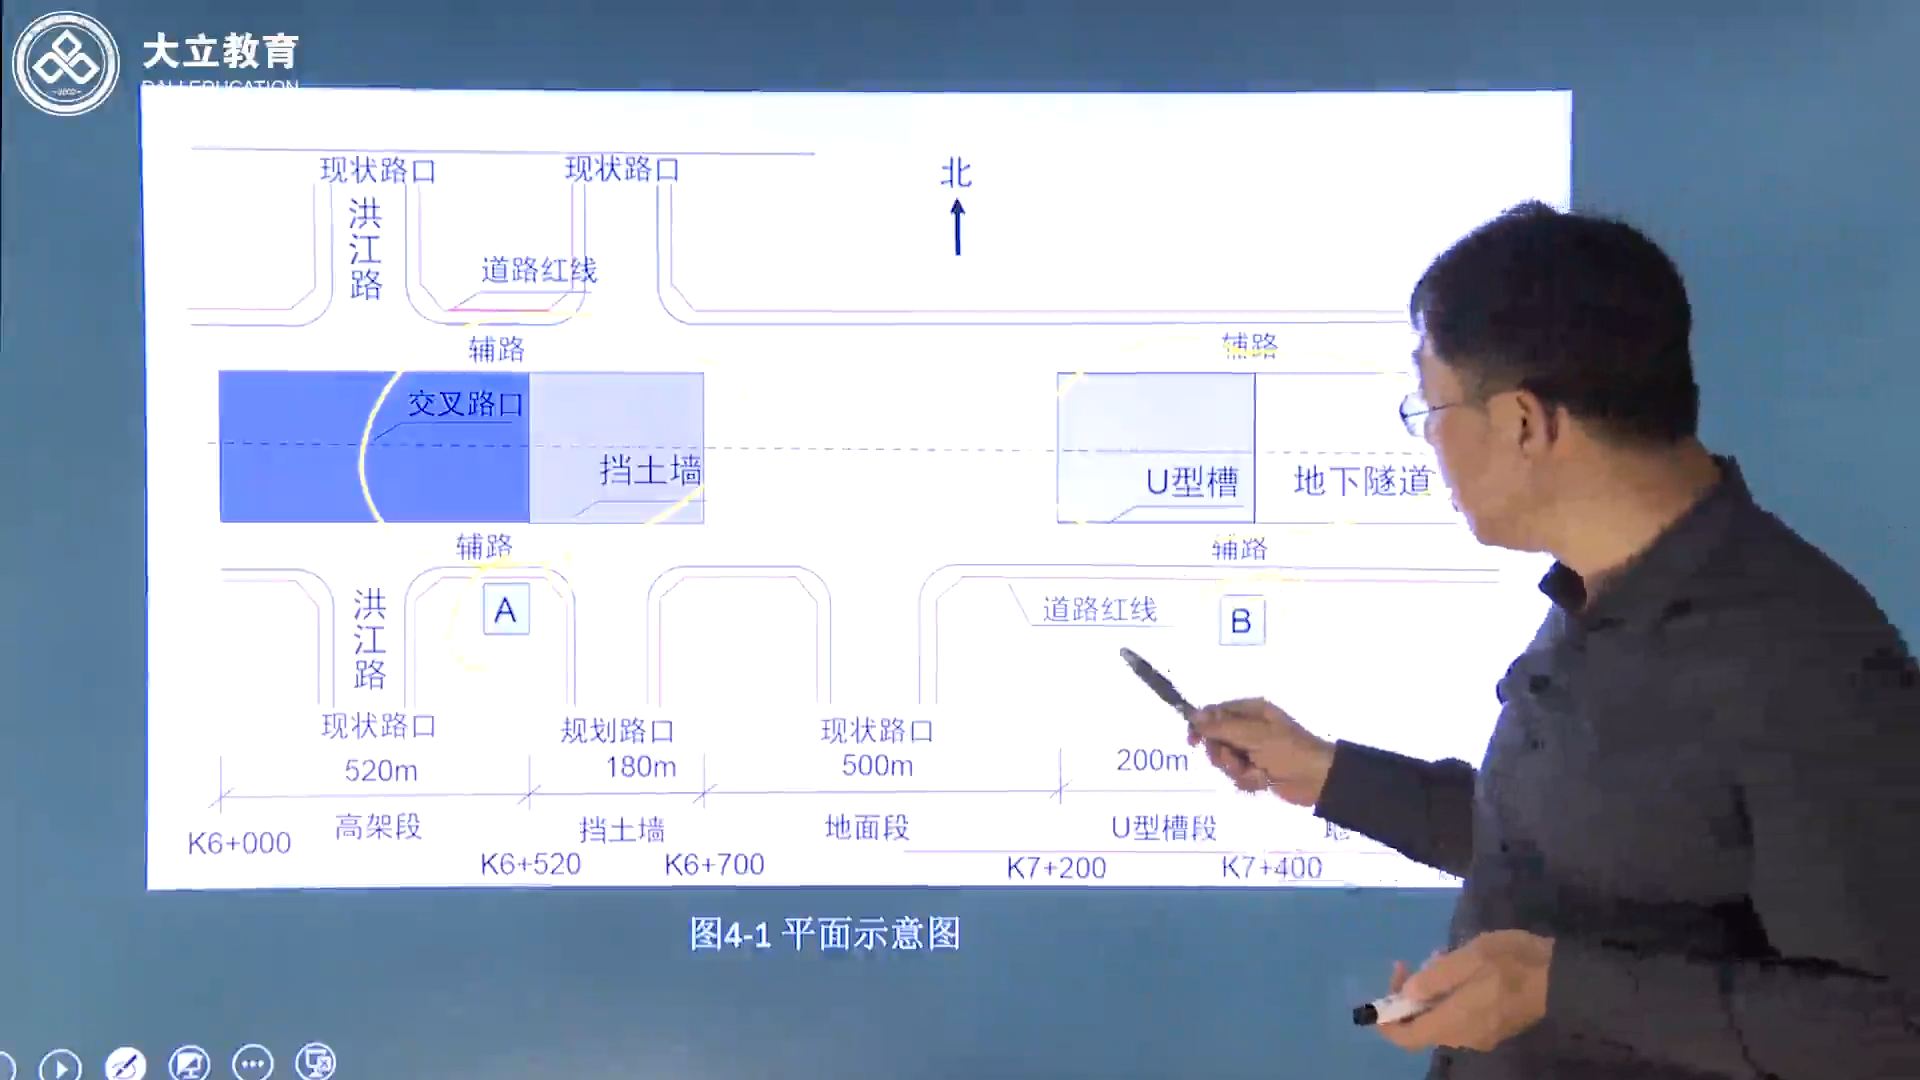 大立教育
DALI EDUCATION
现状路口
现状路口
北
洪江路
道路红线
辅路
辅路
交叉路口
挡土墙
U型槽
地下隧道
辅路
辅路
洪江路
A
道路红线
B
现状路口
规划路口
现状路口
520m
180m
500m
200m
高架段
挡土墙
地面段
U型槽段
K6+000
K6+520
K6+700
K7+200
K7+400
图4-1 平面示意图